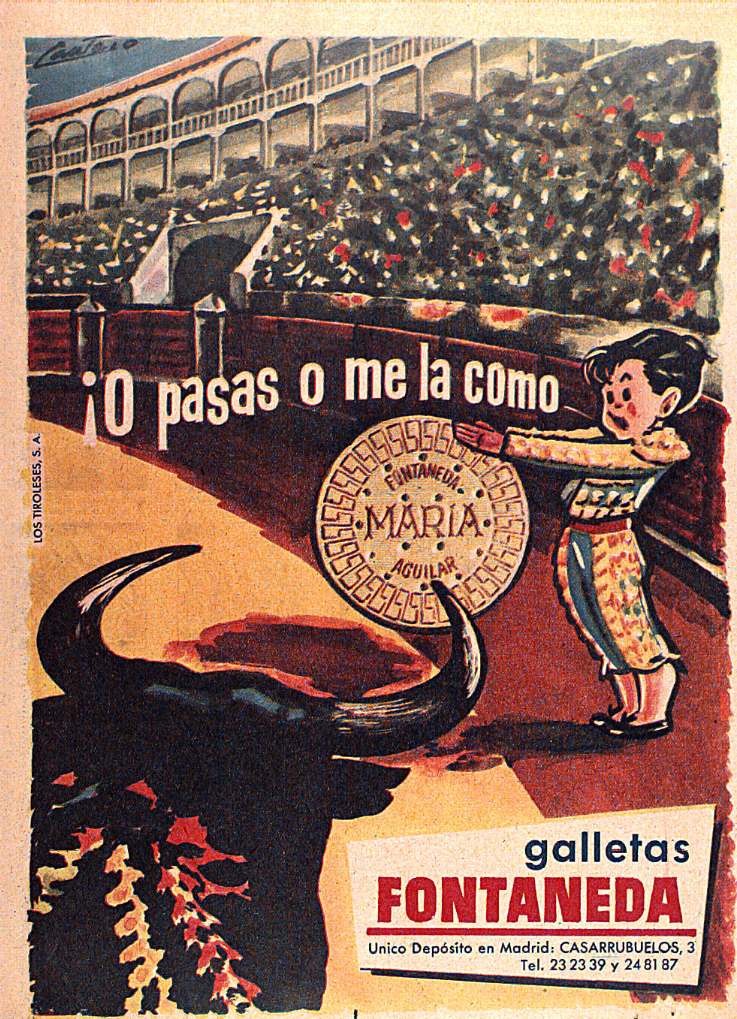 ¡O pasas o me la como
FONTANEDA
MARIA
AGUILAR
LOS TIROLESES, S. A.
galletas
FONTANEDA
Unico Depósito en Madrid: CASARRUBUELOS, 3
Tel. 23 23 39 y 24 81 87